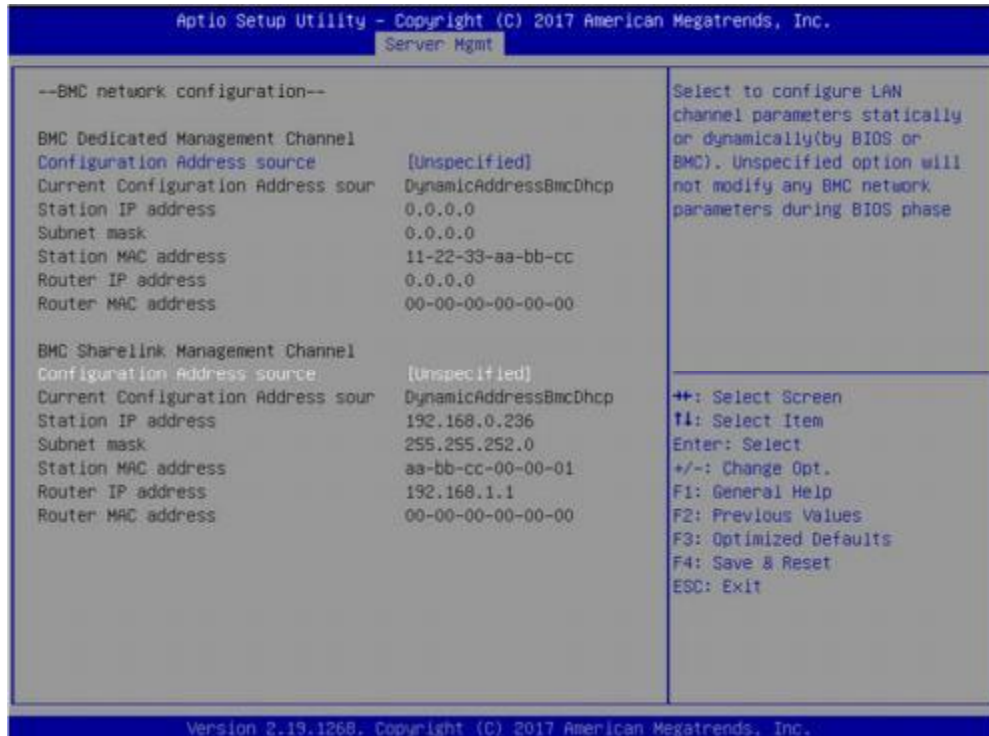 Aptio Setup Utility - Copyright (C) 2017 American Megatrends, Inc.
Server Mgmt
--BMC network configuration--
BMC Dedicated Management Channel
Configuration Address source [Unspecified]
Current Configuration Address sour DynamicAddressBmcDhcp
Station IP address 0.0.0.0
Subnet mask 0.0.0.0
Station MAC address 11-22-33-aa-bb-cc
Router IP address 0.0.0.0
Router MAC address 00-00-00-00-00-00
BMC Sharelink Management Channel
Configuration Address source [Unspecified]
Current Configuration Address sour DynamicAddressBmcDhcp
Station IP address 192.168.0.236
Subnet mask 255.255.252.0
Station MAC address aa-bb-cc-00-00-01
Router IP address 192.168.1.1
Router MAC address 00-00-00-00-00-00
Select to configure LAN
channel parameters statically
or dynamically(by BIOS or
BMC). Unspecified option will
not modify any BMC network
parameters during BIOS phase
→←: Select Screen
↑↓: Select Item
Enter: Select
+/-: Change Opt.
F1: General Help
F2: Previous Values
F3: Optimized Defaults
F4: Save & Reset
ESC: Exit
Version 2.19.1268. Copyright (C) 2017 American Megatrends, Inc.